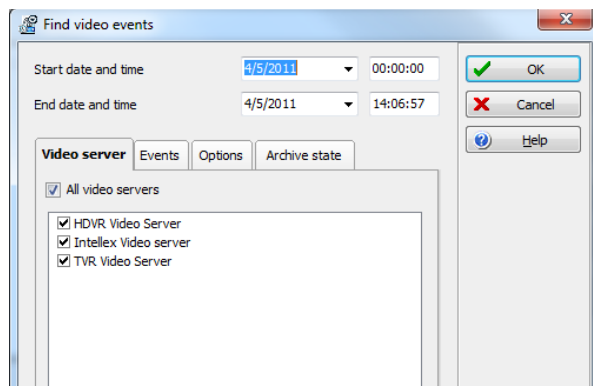 Find video events
Start date and time 4/5/2011 00:00:00 OK
End date and time 4/5/2011 14:06:57 Cancel
Help
Video server Events Options Archive state
All video servers
HDVR Video Server
Intellex Video server
TVR Video Server